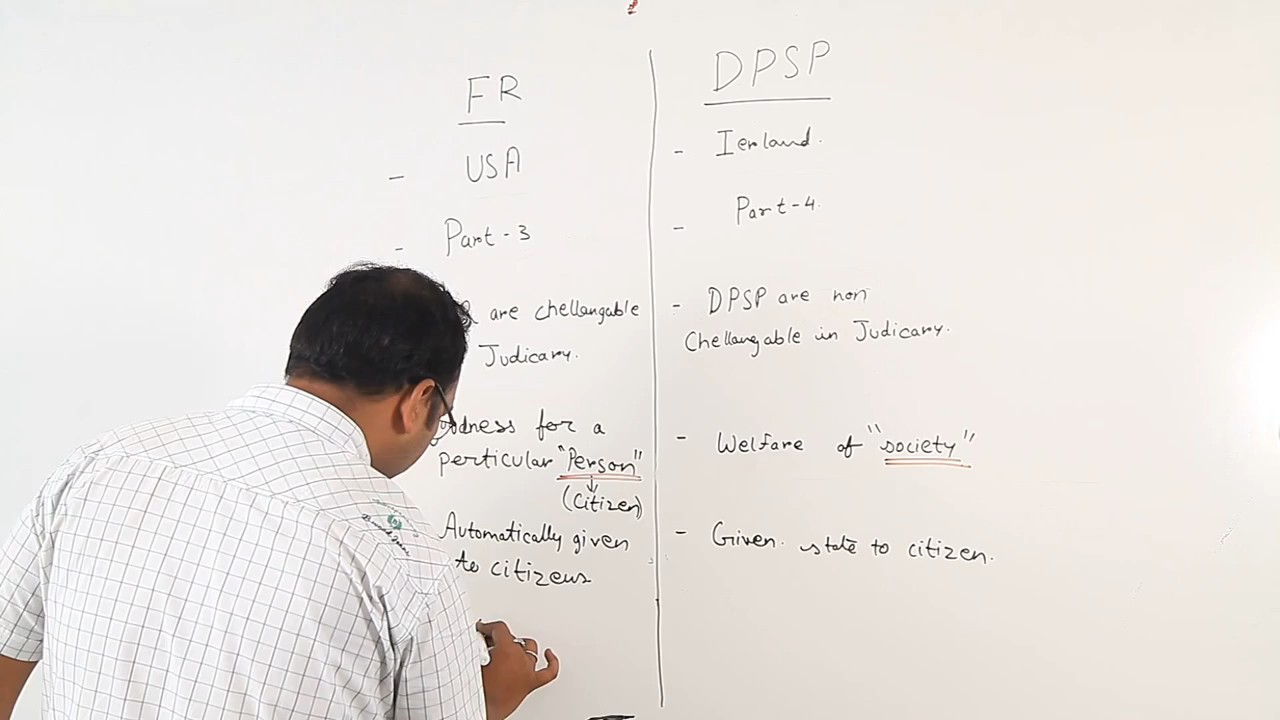 FR
- USA
- Part - 3
are chellangable
Judicary.
perticular "Person"
(Citizen)
Automatically given
to citizens
for a
DPSP
- Ierland.
- Part-4.
- DPSP are non
Chellangable in Judicary.
- Welfare of "society"
- Given. state to citizen.